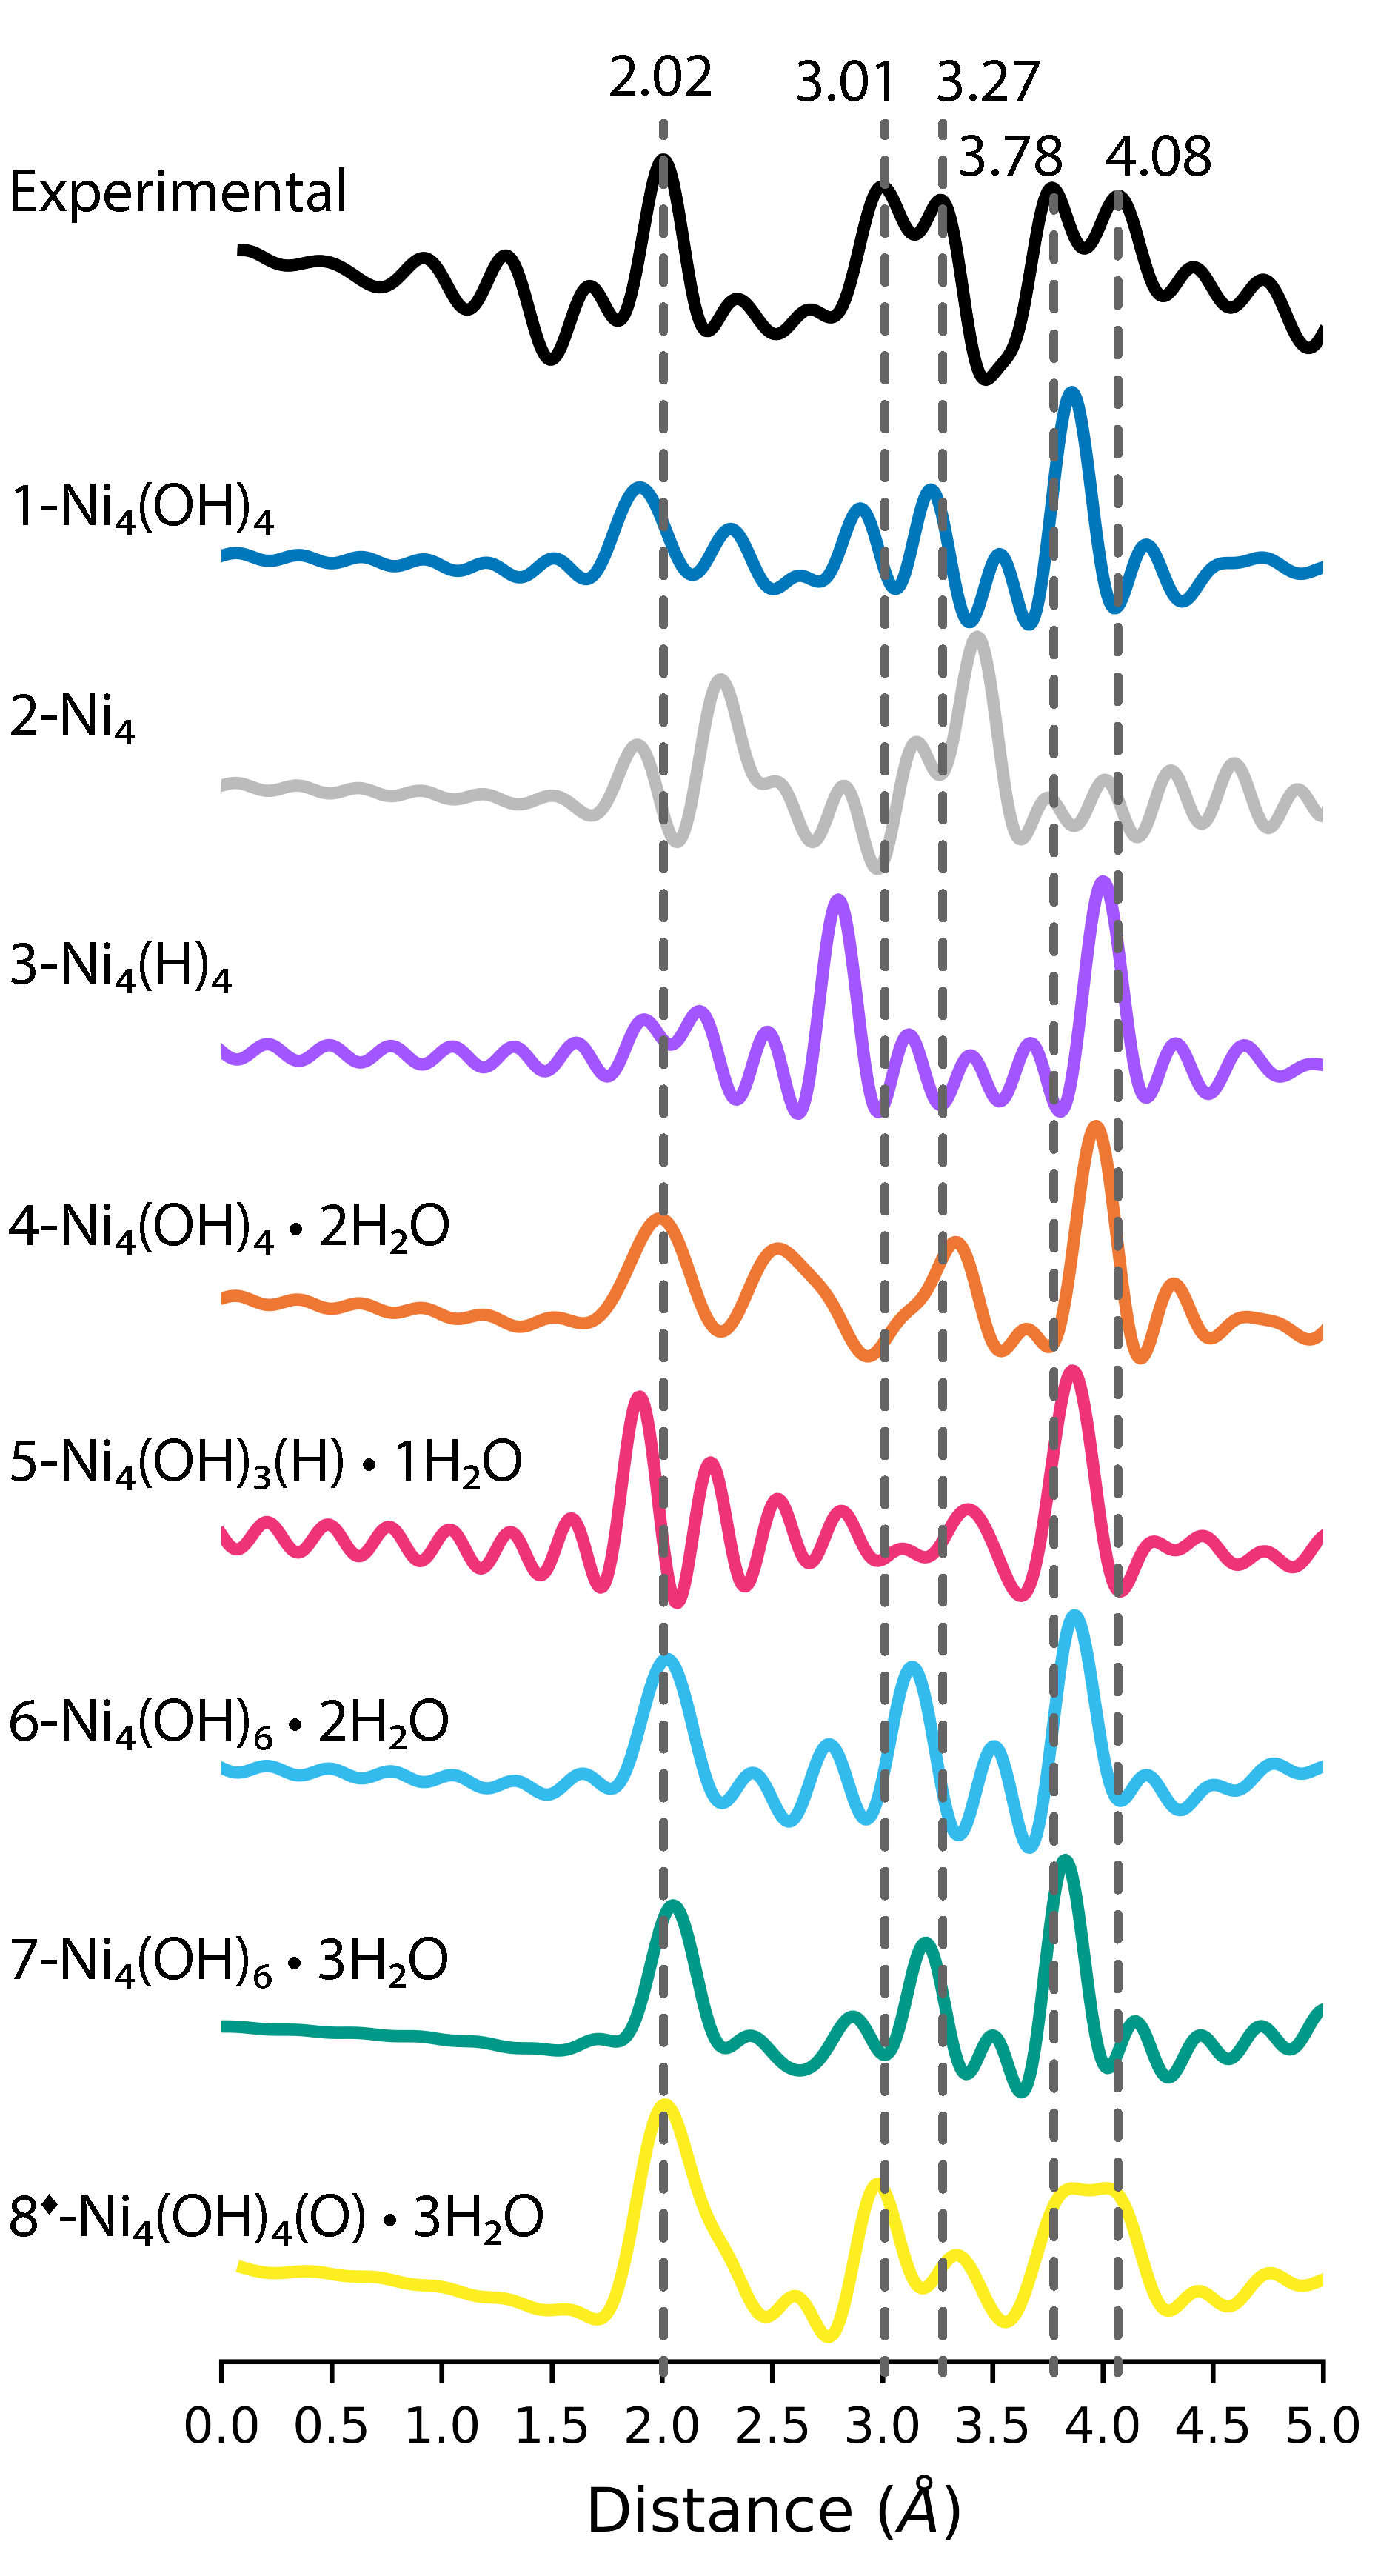 2.02 3.01 3.27
3.78 4.08
Experimental
1-Ni₄(OH)₄
2-Ni₄
3-Ni₄(H)₄
4-Ni₄(OH)₄ • 2H₂O
5-Ni₄(OH)₃(H) • 1H₂O
6-Ni₄(OH)₆ • 2H₂O
7-Ni₄(OH)₆ • 3H₂O
8♦-Ni₄(OH)₄(O) • 3H₂O
0.0 0.5 1.0 1.5 2.0 2.5 3.0 3.5 4.0 4.5 5.0
Distance (Å)